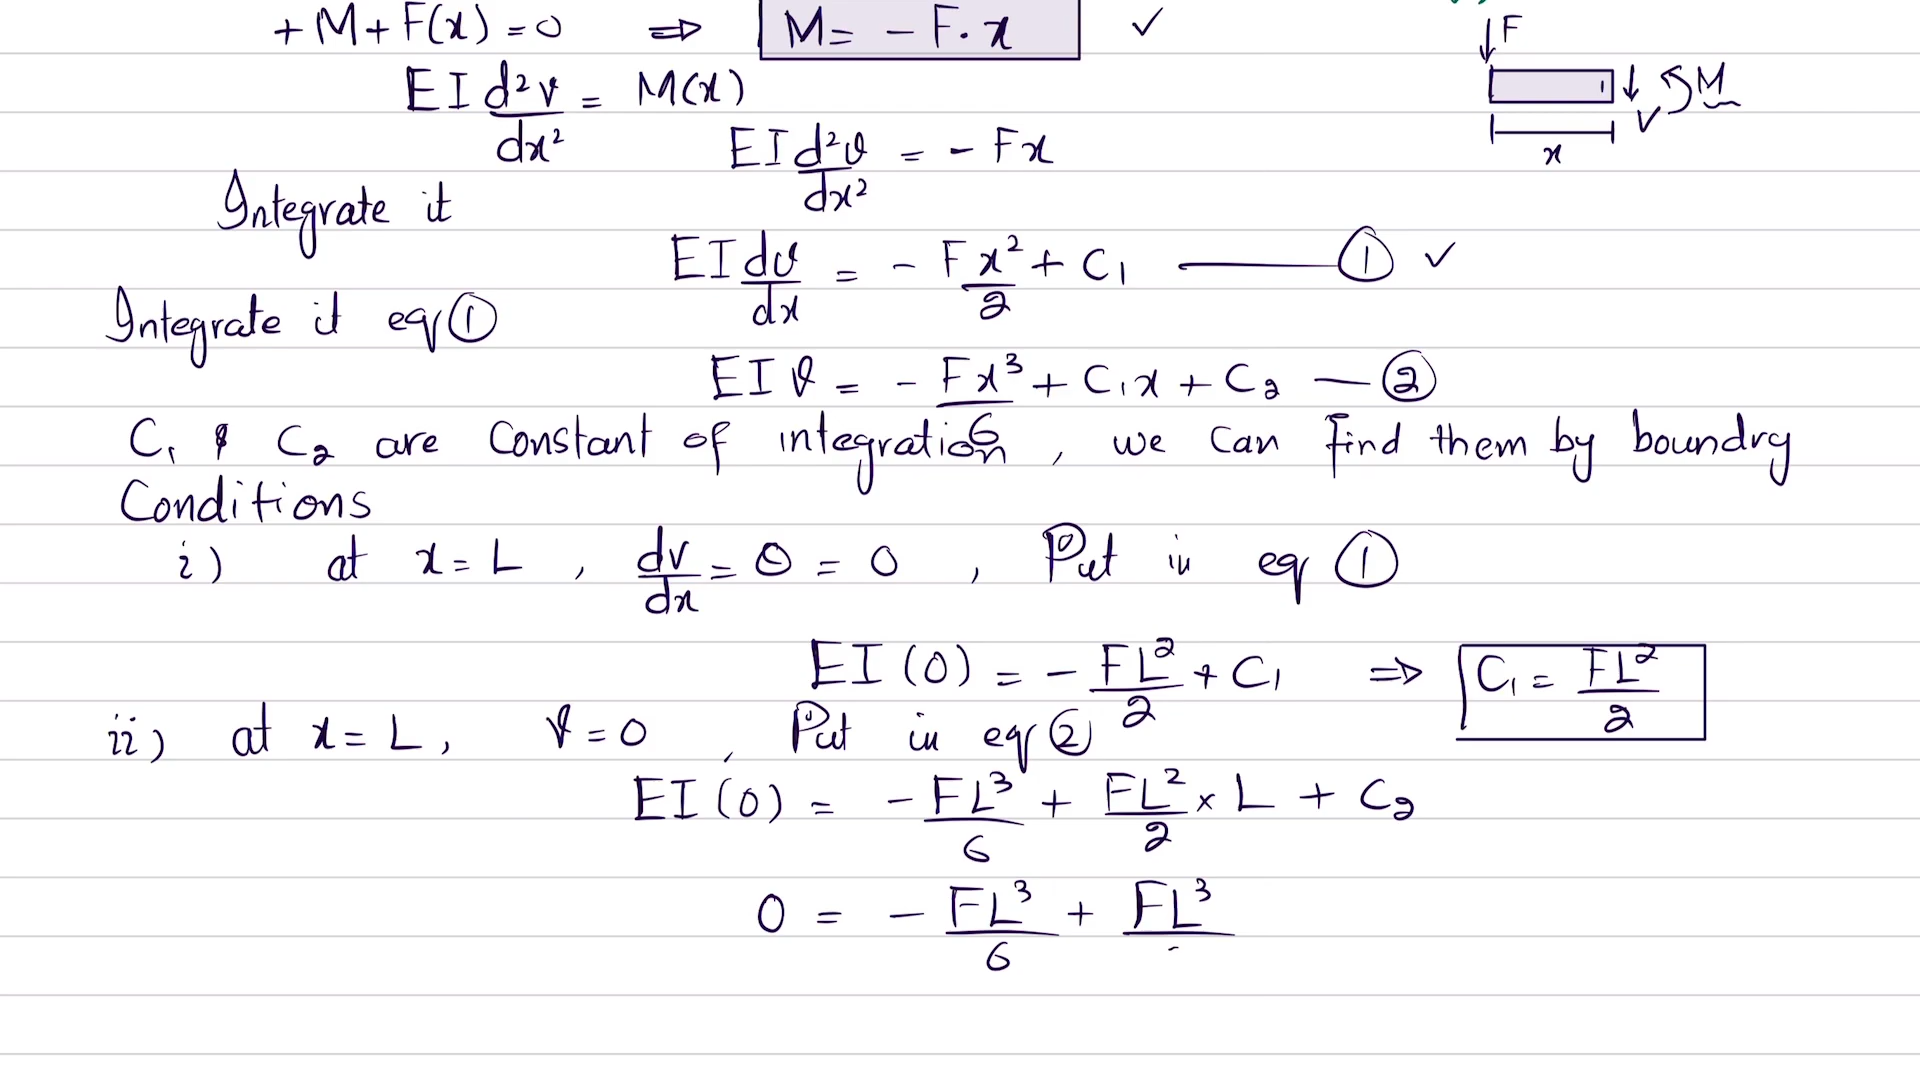 + M + F(x) = 0 ⇒ M = - F · x ✓
F
EI d²v/dx² = M(x)
M
V
x
EI d²v/dx² = - Fx
Integrate it
EI dv/dx = - Fx²/2 + C₁ — ① ✓
Integrate it eq ①
EI v = - Fx³/6 + C₁x + C₂ — ②
C₁ & C₂ are Constant of integration, we can find them by boundry
Conditions
i) at x = L, dv/dx = θ = 0, Put in eq ①
EI (0) = - FL²/2 + C₁ ⇒ C₁ = FL²/2
ii) at x = L, v = 0, Put in eq ②
EI (0) = - FL³/6 + FL²/2 × L + C₂
0 = - FL³/6 + FL³